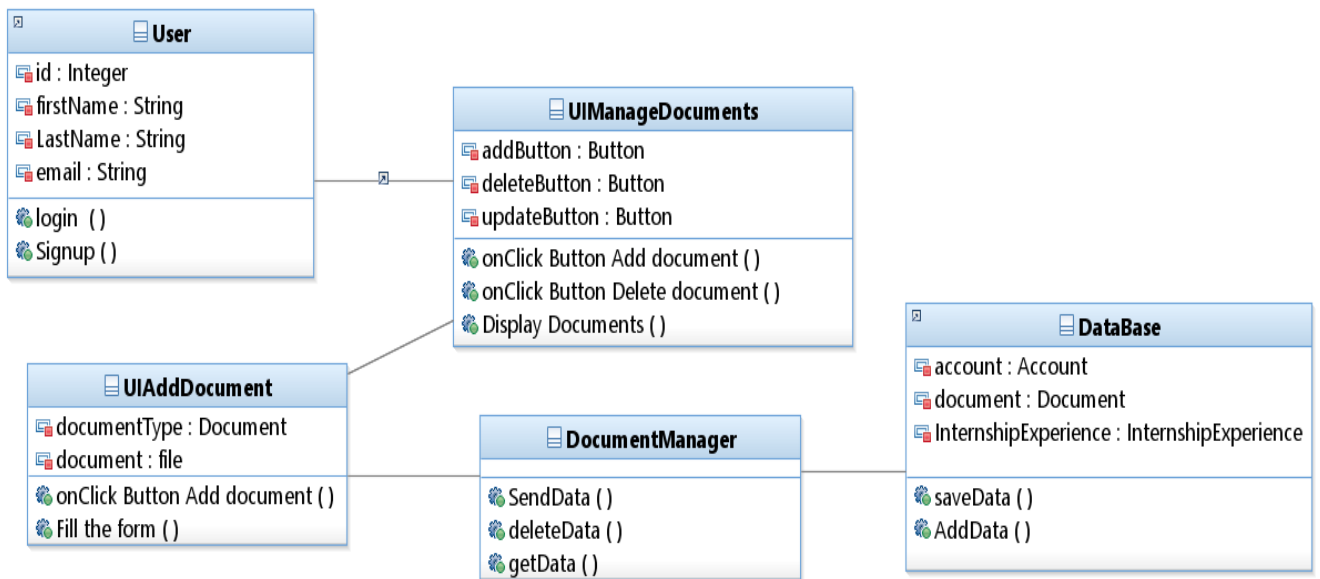 User
id : Integer
firstName : String
LastName : String
email : String
login ( )
Signup ( )
UIManageDocuments
addButton : Button
deleteButton : Button
updateButton : Button
onClick Button Add document ( )
onClick Button Delete document ( )
Display Documents ( )
UIAddDocument
documentType : Document
document : file
onClick Button Add document ( )
Fill the form ( )
DocumentManager
SendData ( )
deleteData ( )
getData ( )
DataBase
account : Account
document : Document
InternshipExperience : InternshipExperience
saveData ( )
AddData ( )